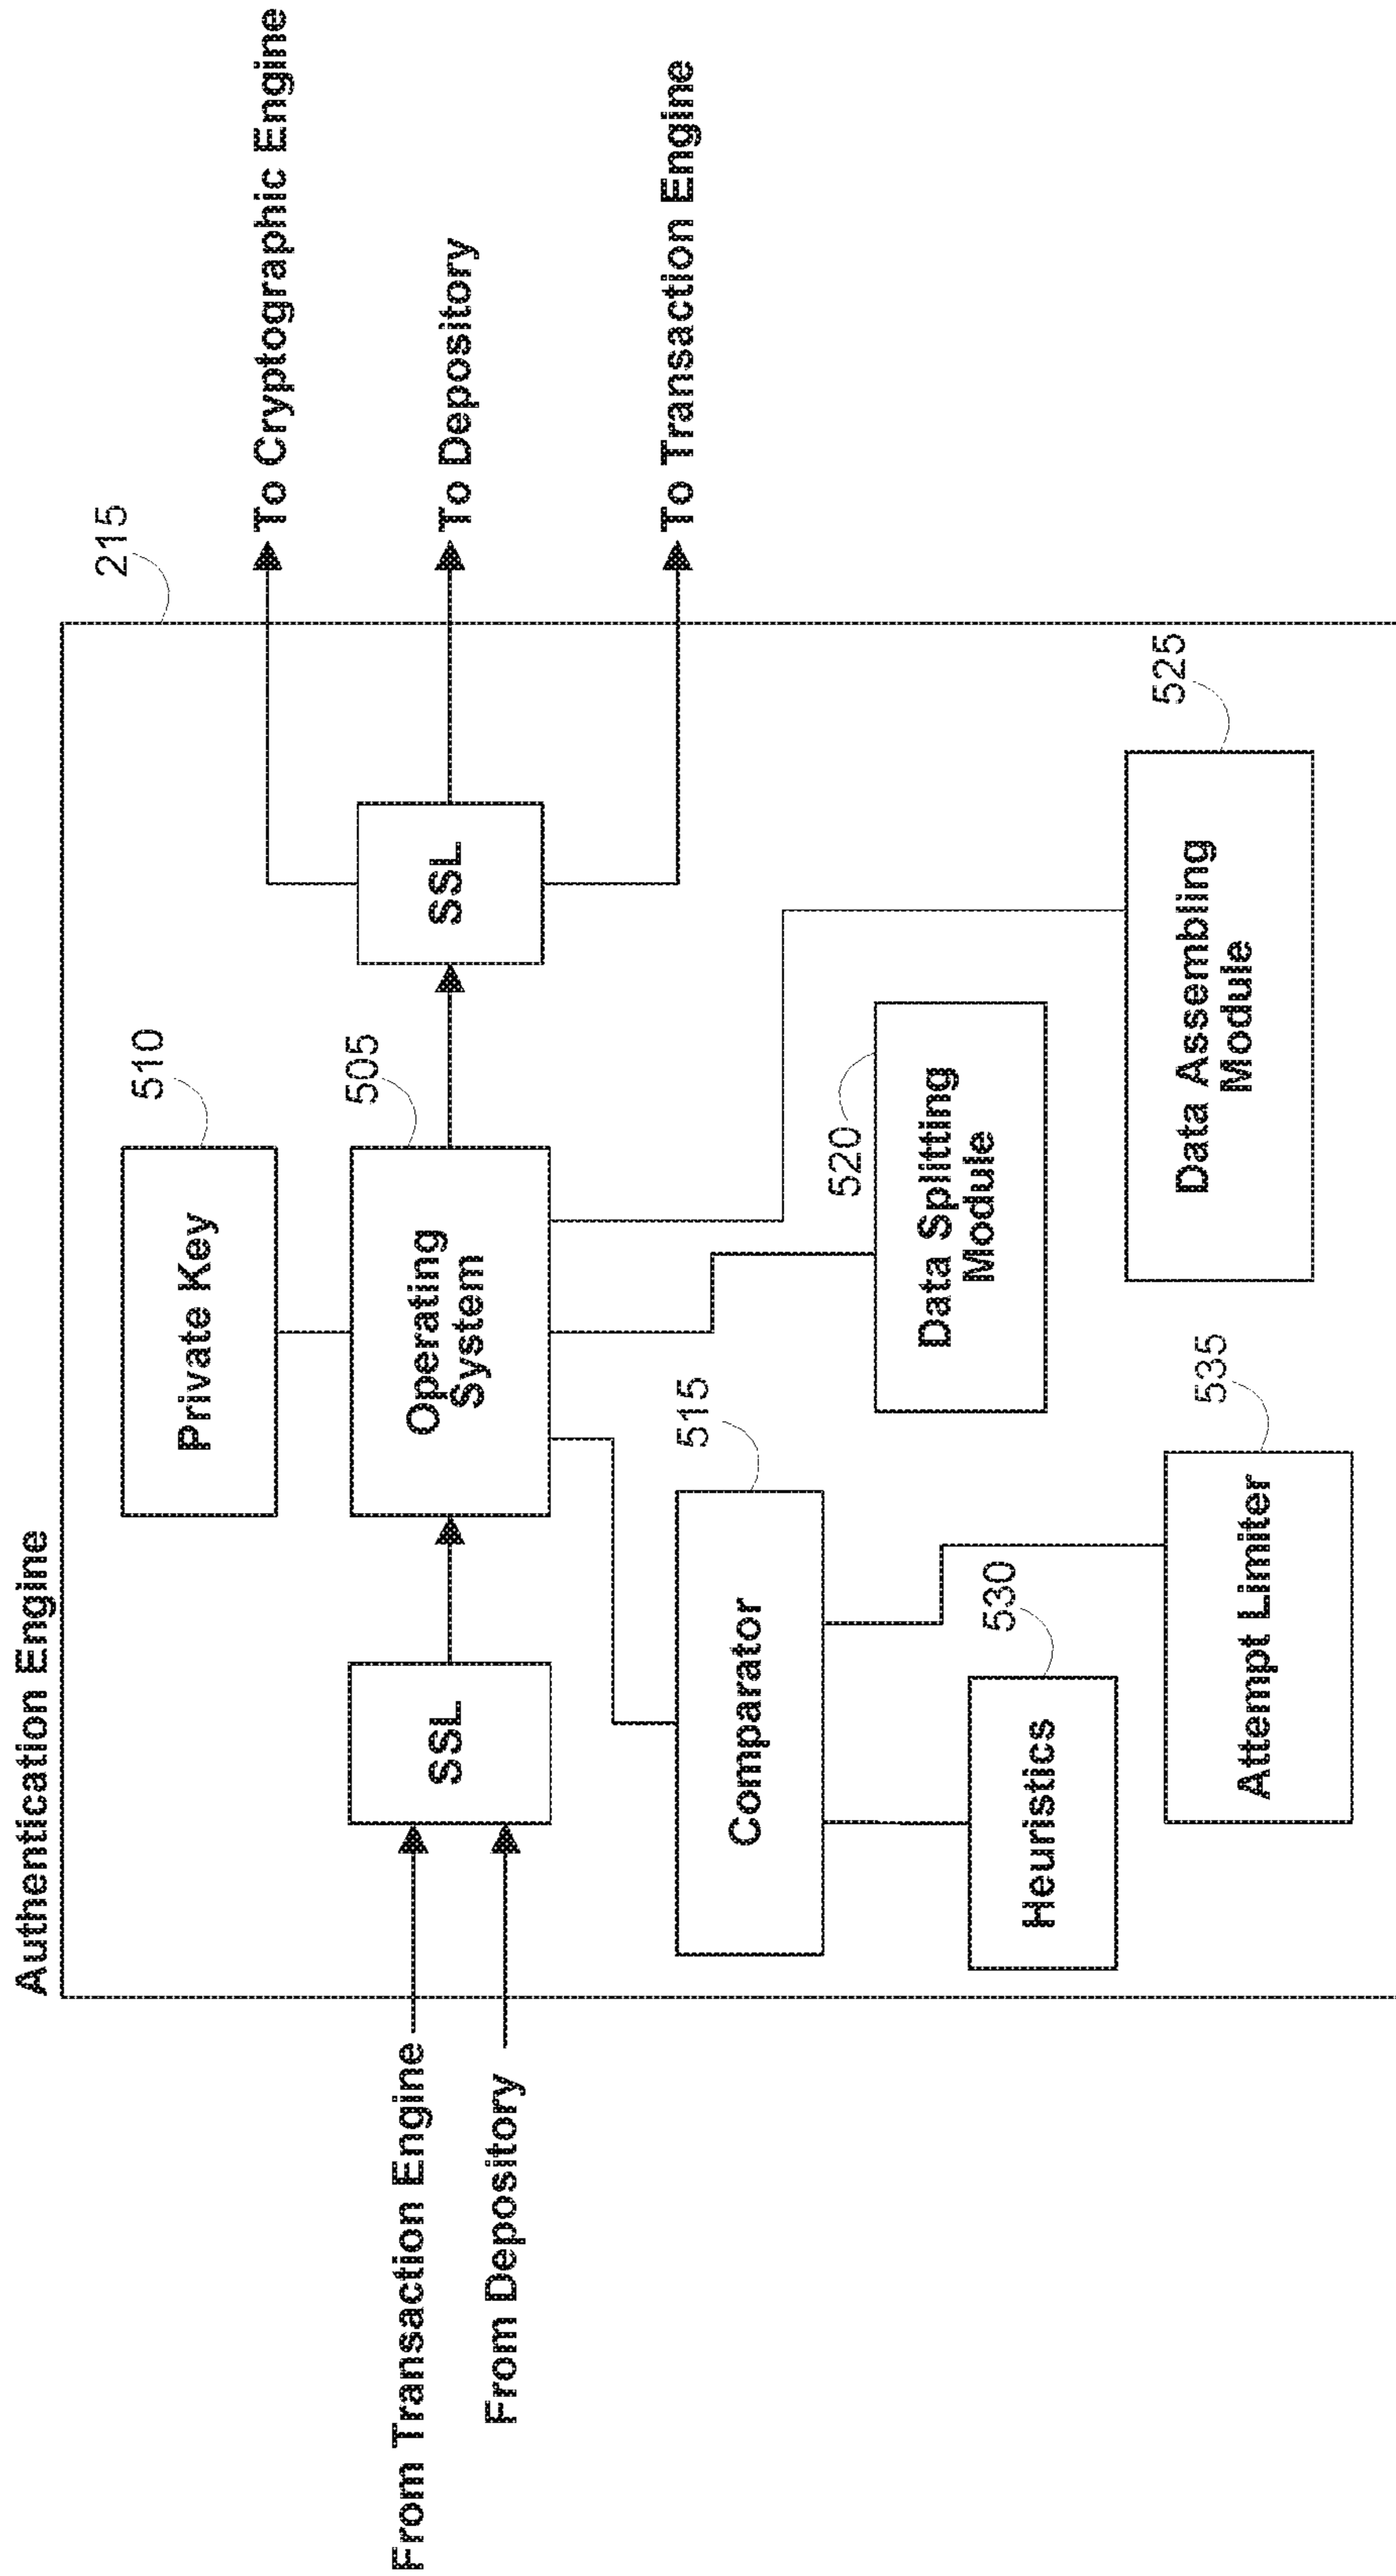 Authentication Engine
215
Private Key
510
To Cryptographic Engine
From Transaction Engine
From Depository
SSL
Operating
System
505
SSL
To Depository
To Transaction Engine
Comparator
515
Data Splitting
Module
520
Heuristics
530
Data Assembling
Module
525
Attempt Limiter
535